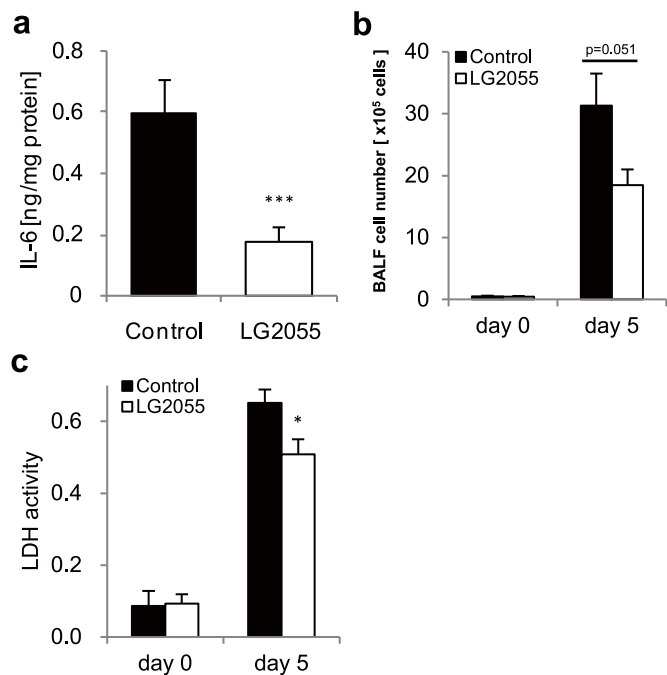 a
IL-6 [ng/mg protein]
0.8
0.6
0.4
0.2
0
***
Control
LG2055
b
BALF cell number [ x10⁵ cells ]
40
30
20
10
0
Control
LG2055
p=0.051
day 0
day 5
c
LDH activity
0.6
0.4
0.2
0.0
Control
LG2055
*
day 0
day 5